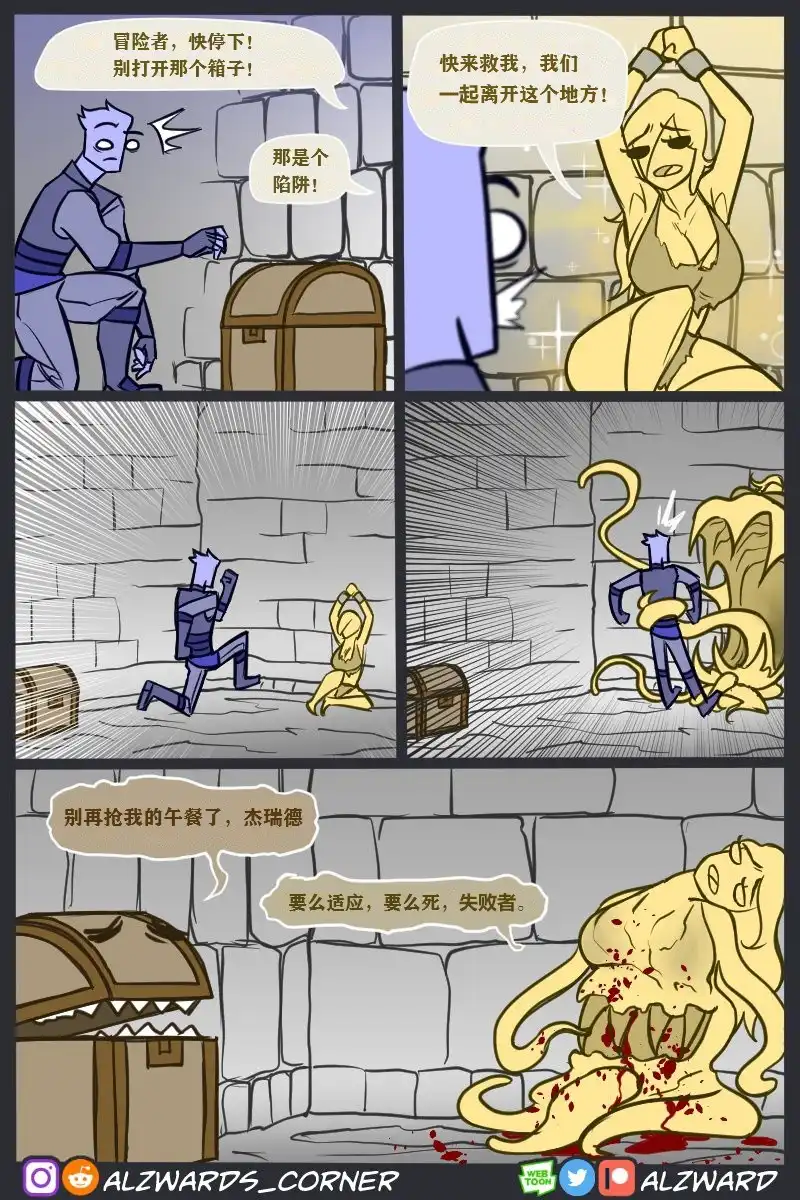 冒险者，快停下！
别打开那个箱子！
那是个
陷阱！
快来救我，我们
一起离开这个地方！
别再抢我的午餐了，杰瑞德
要么适应，要么死，失败者。
ALZWARDS_CORNER
WEB
TOON
ALZWARD